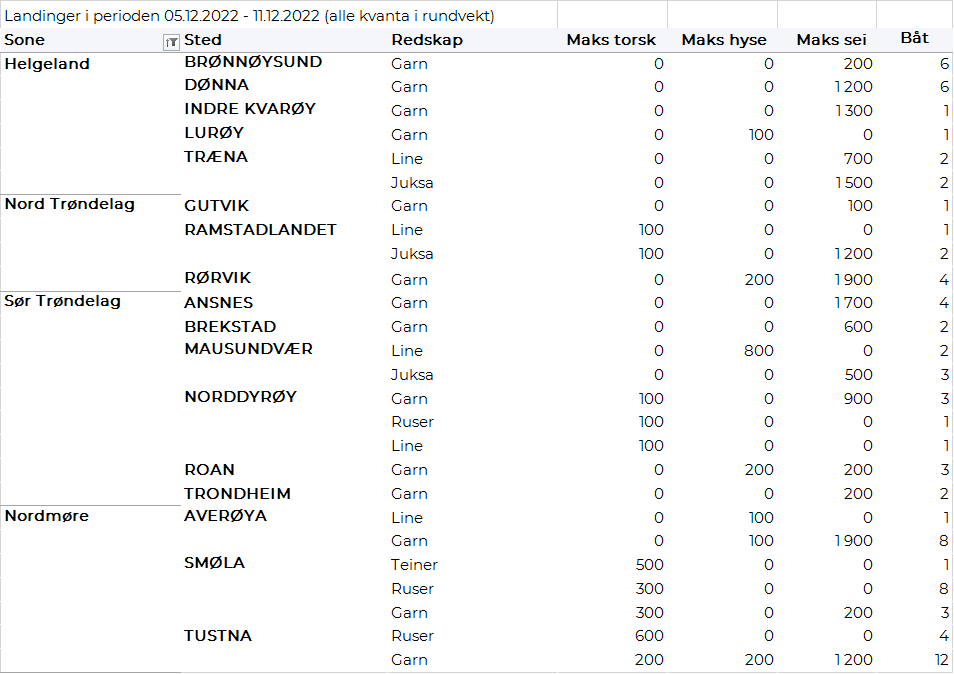 Landinger i perioden 05.12.2022 - 11.12.2022 (alle kvanta i rundvekt)
Sone Sted Redskap Maks torsk Maks hyse Maks sei Båt
Helgeland BRØNNØYSUND Garn 0 0 200 6
DØNNA Garn 0 0 1 200 6
INDRE KVARØY Garn 0 0 1 300 1
LURØY Garn 0 100 0 1
TRÆNA Line 0 0 700 2
Juksa 0 0 1 500 2
Nord Trøndelag GUTVIK Garn 0 0 100 1
RAMSTADLANDET Line 100 0 0 1
Juksa 100 0 1 200 2
RØRVIK Garn 0 200 1 900 4
Sør Trøndelag ANSNES Garn 0 0 1 700 4
BREKSTAD Garn 0 0 600 2
MAUSUNDVÆR Line 0 800 0 2
Juksa 0 0 500 3
NORDDYRØY Garn 100 0 900 3
Ruser 100 0 0 1
Line 100 0 0 1
ROAN Garn 0 200 200 3
TRONDHEIM Garn 0 0 200 2
Nordmøre AVERØYA Line 0 100 0 1
Garn 0 100 1 900 8
SMØLA Teiner 500 0 0 1
Ruser 300 0 0 8
Garn 300 0 200 3
TUSTNA Ruser 600 0 0 4
Garn 200 200 1 200 12